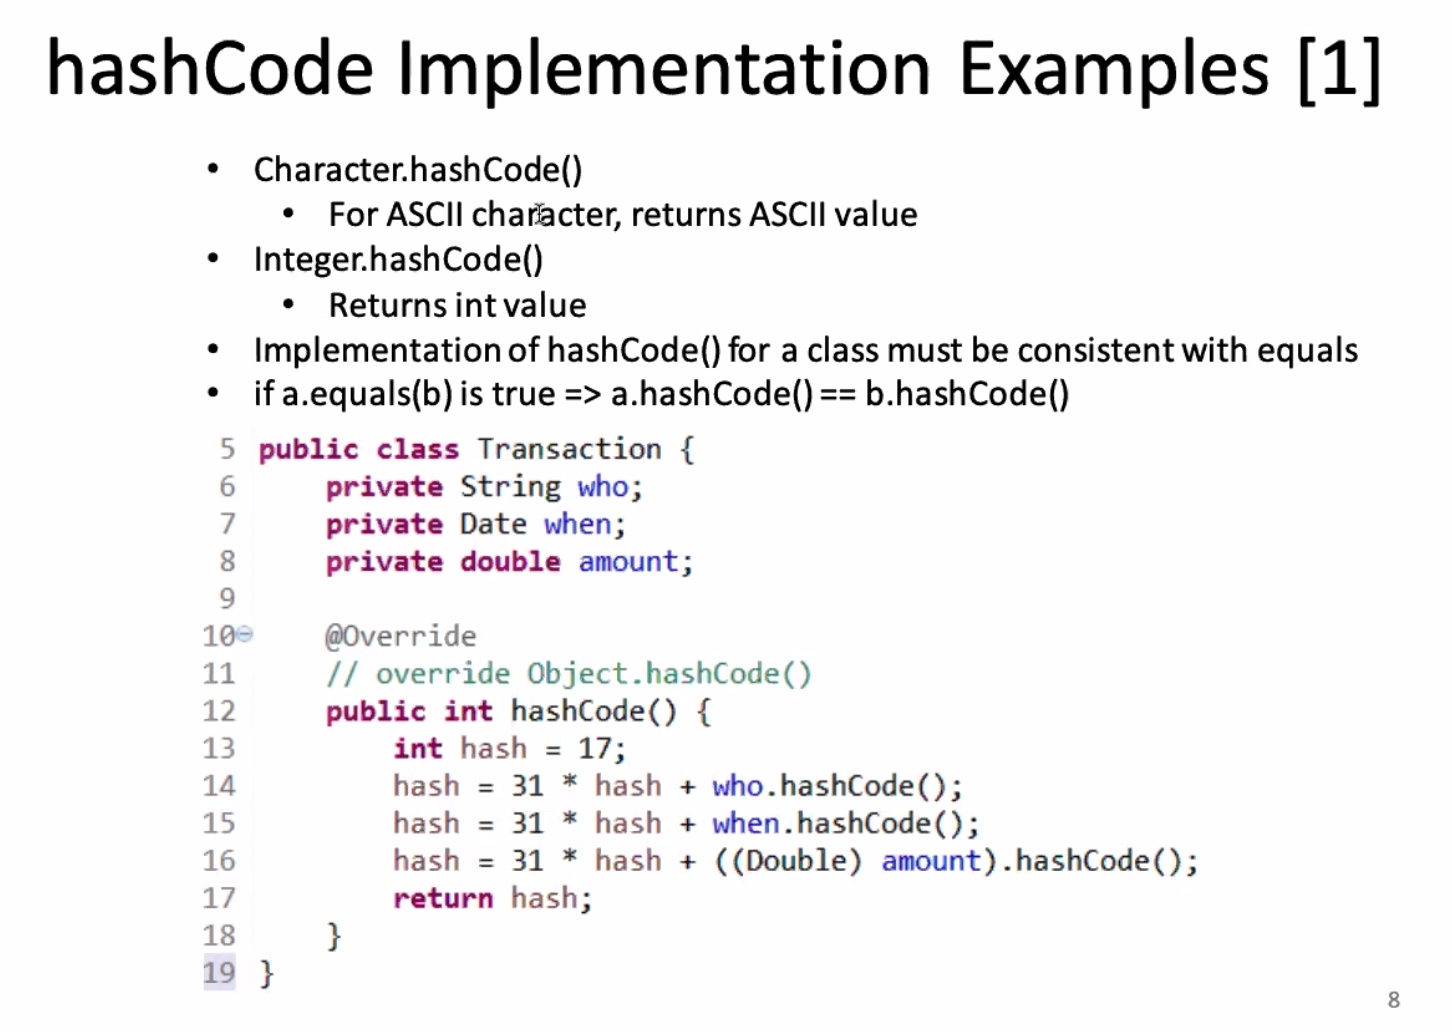 hashCode Implementation Examples [1]
• Character.hashCode()
• For ASCII character, returns ASCII value
• Integer.hashCode()
• Returns int value
• Implementation of hashCode() for a class must be consistent with equals
• if a.equals(b) is true => a.hashCode() == b.hashCode()
5 public class Transaction {
6     private String who;
7     private Date when;
8     private double amount;
9
10     @Override
11     // override Object.hashCode()
12     public int hashCode() {
13         int hash = 17;
14         hash = 31 * hash + who.hashCode();
15         hash = 31 * hash + when.hashCode();
16         hash = 31 * hash + ((Double) amount).hashCode();
17         return hash;
18     }
19 }
8